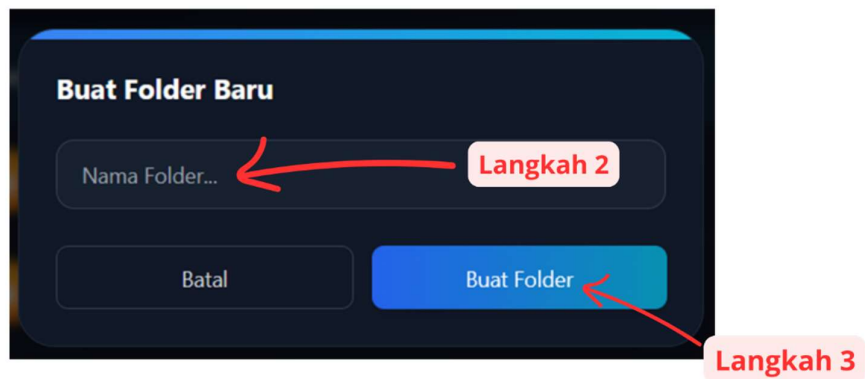 Buat Folder Baru
Nama Folder...
Langkah 2
Batal
Buat Folder
Langkah 3